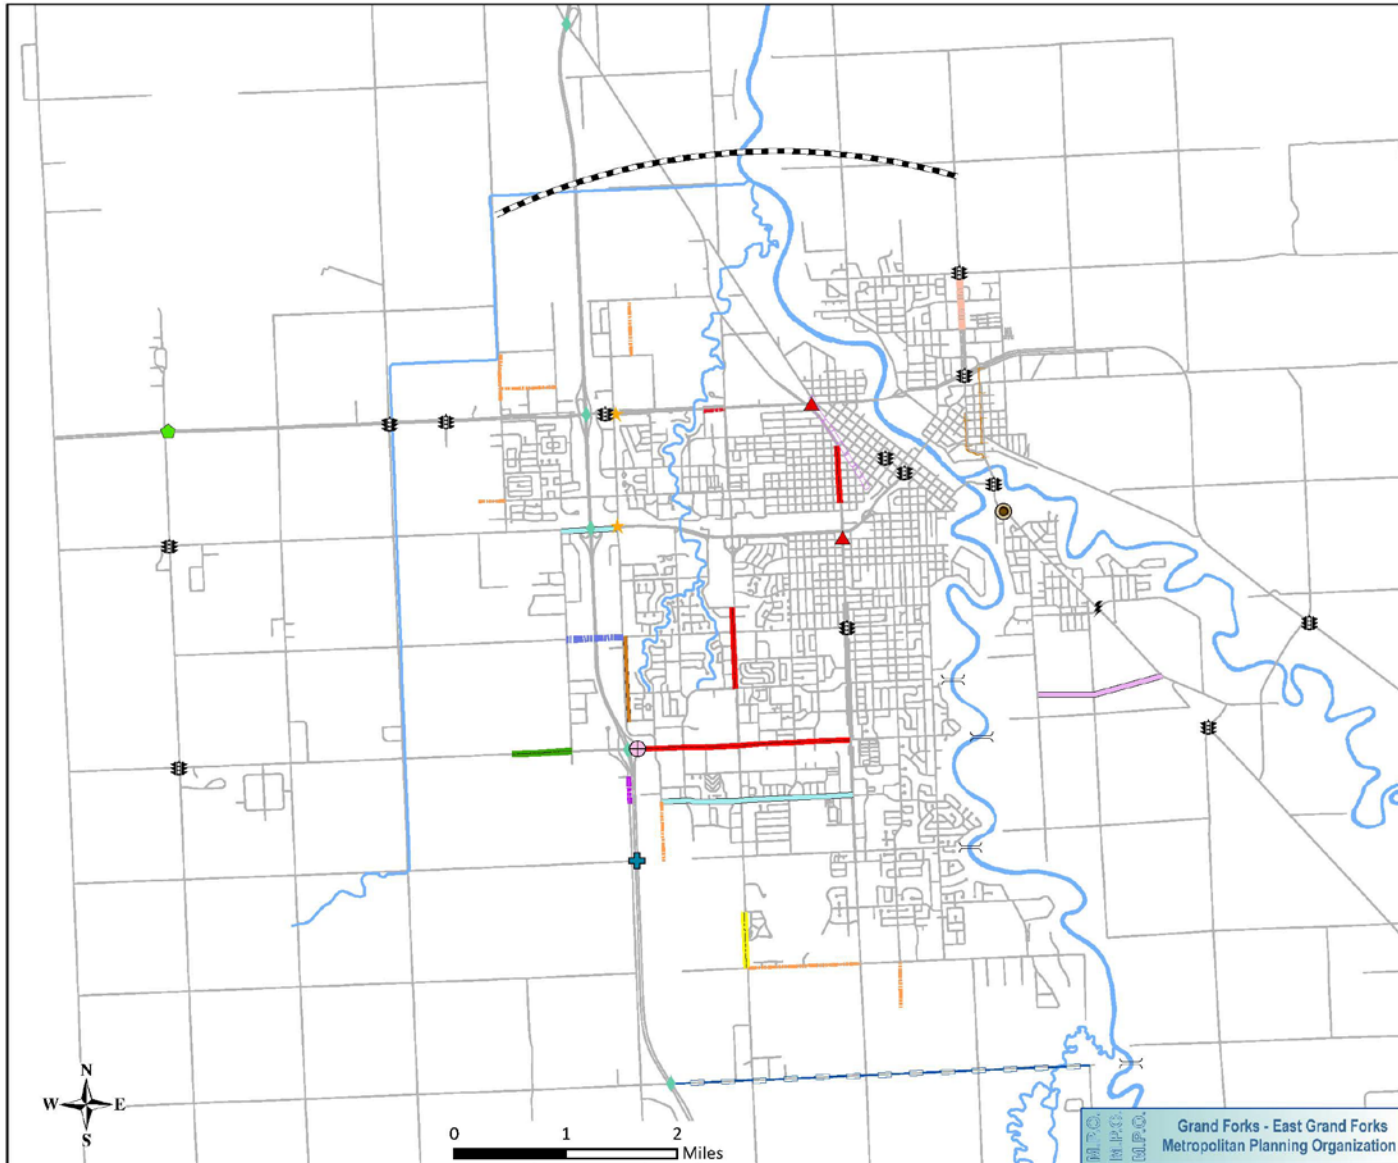 N
W E
S
0 1 2
Miles
M.P.O.
M.P.O.
M.P.O.
Grand Forks - East Grand Forks
Metropolitan Planning Organization